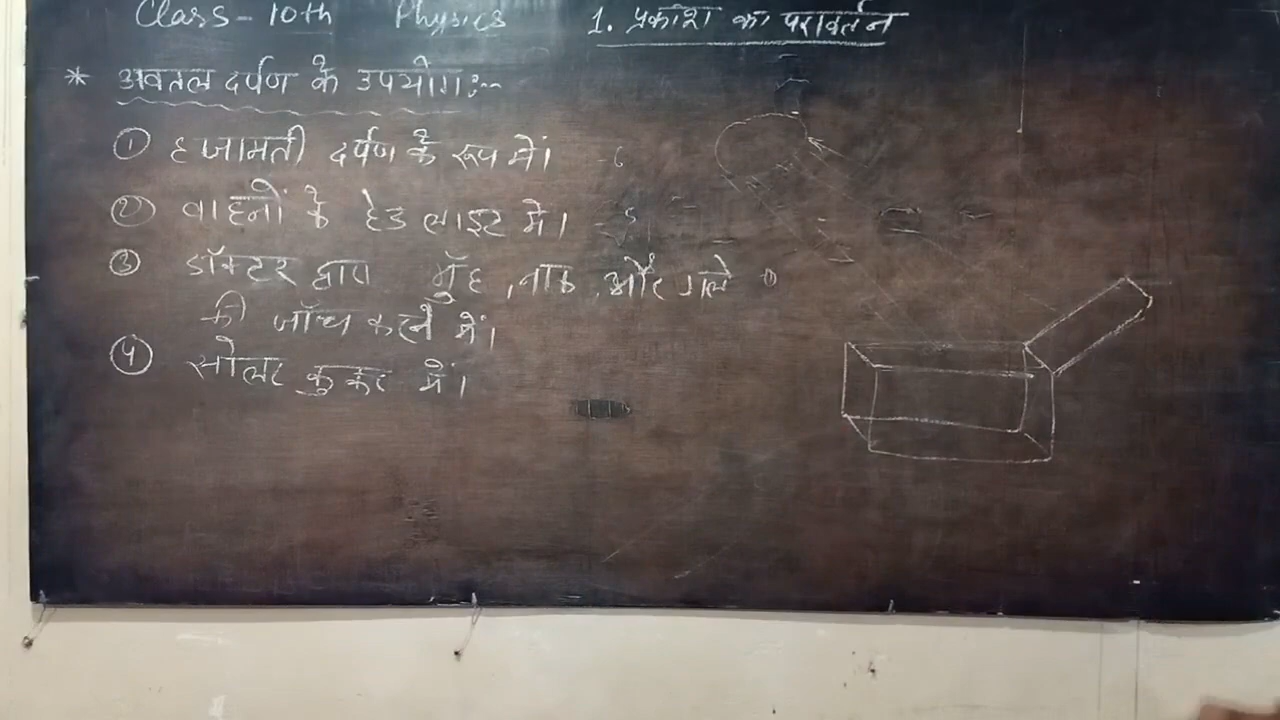 Class - 10th Physics 1. प्रकाश का परावर्तन
* अवतल दर्पण के उपयोग :-
① हजामती दर्पण के रूप में।
② वाहनों के हेड लाइट में।
③ डॉक्टर द्वारा मुँह , नाक , और गले
की जाँच करने में।
④ सोलर कुकर में।